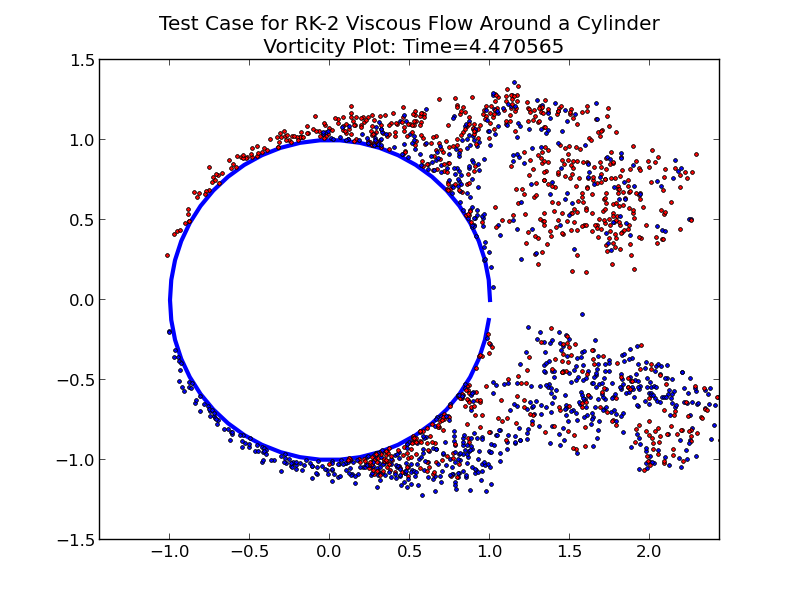 Test Case for RK-2 Viscous Flow Around a Cylinder
Vorticity Plot: Time=4.470565
1.5
1.0
0.5
0.0
−0.5
−1.0
−1.5
−1.0 −0.5 0.0 0.5 1.0 1.5 2.0